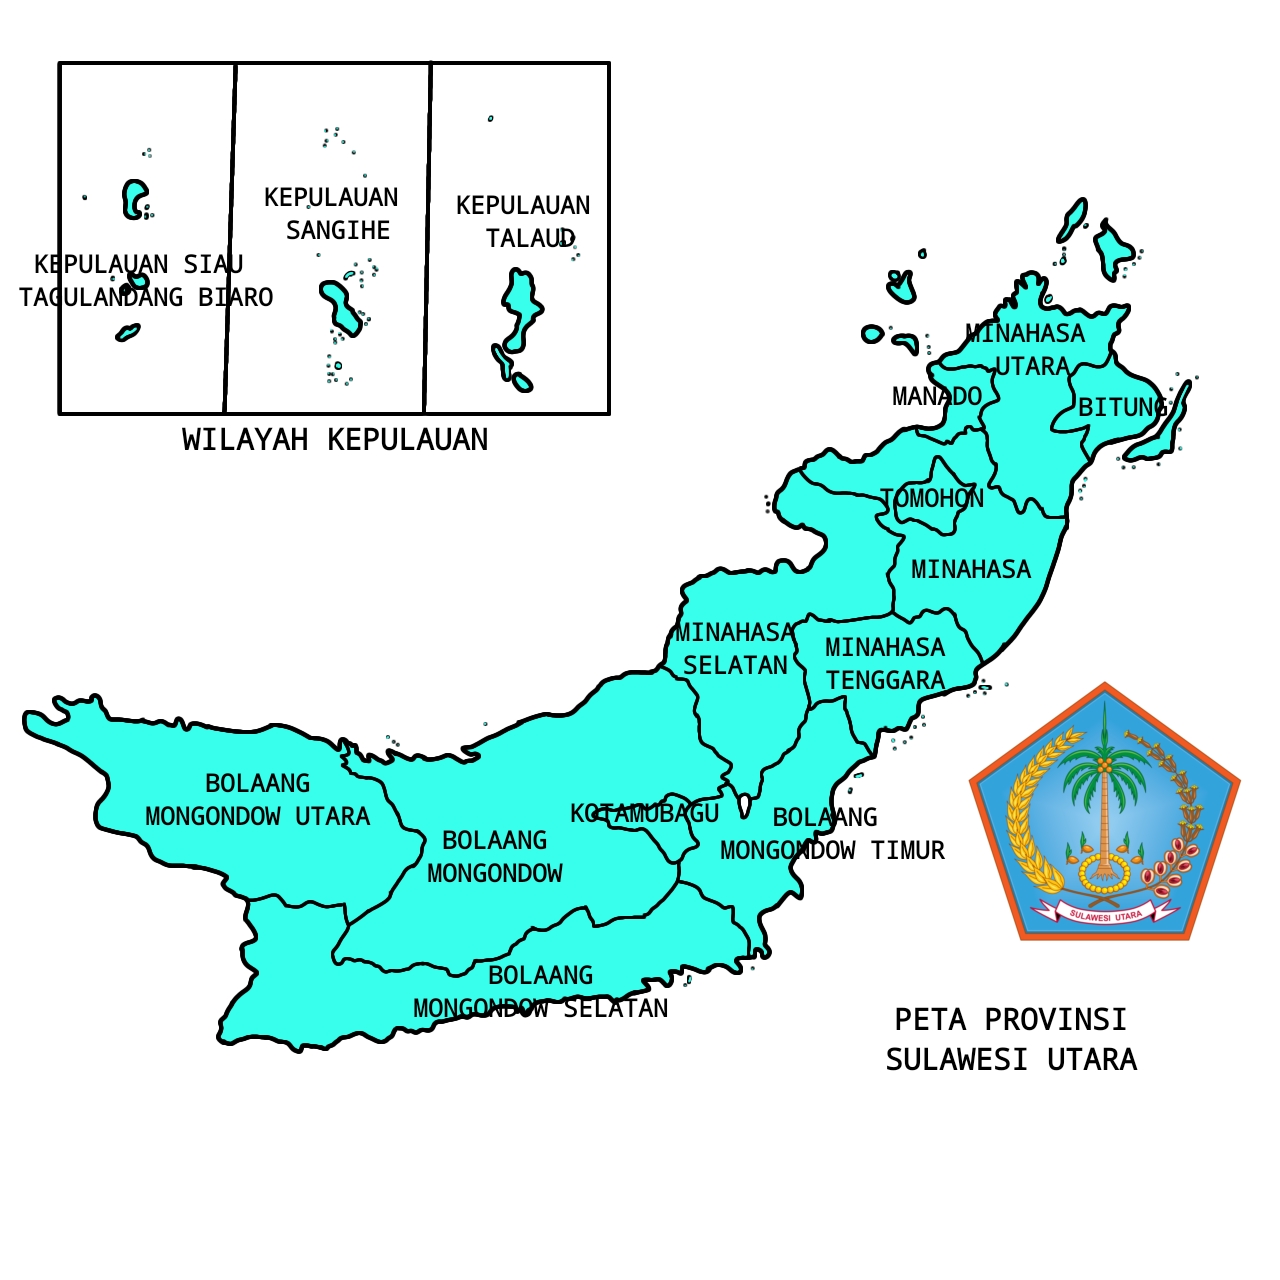 KEPULAUAN SIAU
TAGULANDANG BIARO
KEPULAUAN
SANGIHE
KEPULAUAN
TALAUD
WILAYAH KEPULAUAN
MINAHASA
UTARA
MANADO
BITUNG
TOMOHON
MINAHASA
MINAHASA
SELATAN
MINAHASA
TENGGARA
BOLAANG
MONGONDOW UTARA
BOLAANG
MONGONDOW
KOTAMUBAGU
BOLAANG
MONGONDOW TIMUR
BOLAANG
MONGONDOW SELATAN
SULAWESI UTARA
PETA PROVINSI
SULAWESI UTARA